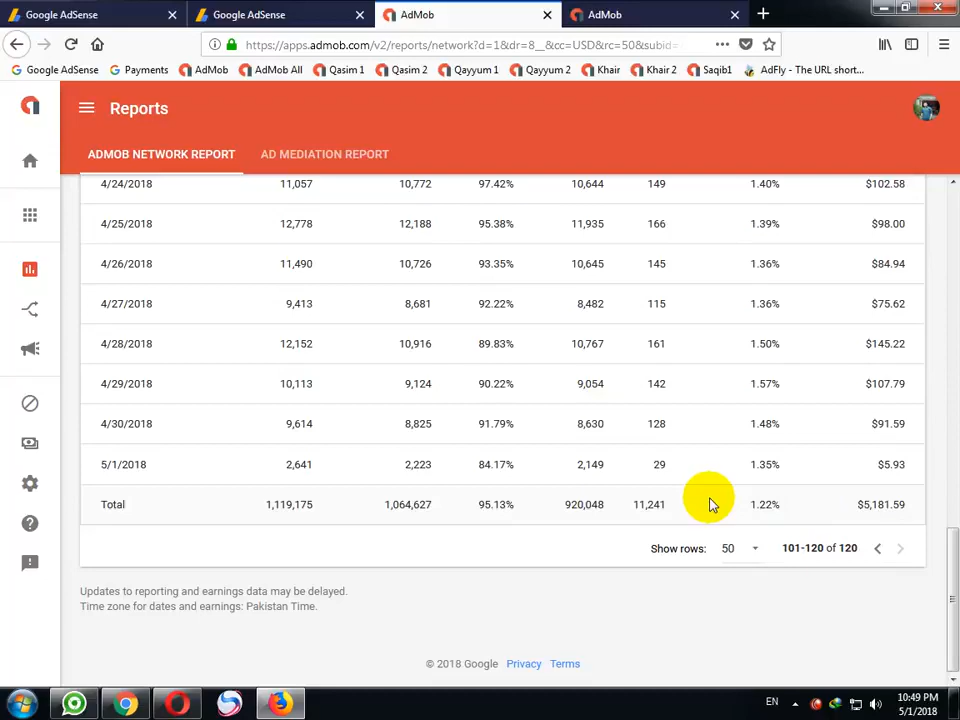 Google AdSense
Google AdSense
AdMob
AdMob
https://apps.admob.com/v2/reports/network?d=1&dr=8__&cc=USD&rc=50&subid=
Google AdSense
Payments
AdMob
AdMob All
Qasim 1
Qasim 2
Qayyum 1
Qayyum 2
Khair
Khair 2
Saqib1
AdFly - The URL short...
Reports
ADMOB NETWORK REPORT
AD MEDIATION REPORT
4/24/2018 11,057 10,772 97.42% 10,644 149 1.40% $102.58
4/25/2018 12,778 12,188 95.38% 11,935 166 1.39% $98.00
4/26/2018 11,490 10,726 93.35% 10,645 145 1.36% $84.94
4/27/2018 9,413 8,681 92.22% 8,482 115 1.36% $75.62
4/28/2018 12,152 10,916 89.83% 10,767 161 1.50% $145.22
4/29/2018 10,113 9,124 90.22% 9,054 142 1.57% $107.79
4/30/2018 9,614 8,825 91.79% 8,630 128 1.48% $91.59
5/1/2018 2,641 2,223 84.17% 2,149 29 1.35% $5.93
Total 1,119,175 1,064,627 95.13% 920,048 11,241 1.22% $5,181.59
Show rows: 50 101-120 of 120
Updates to reporting and earnings data may be delayed.
Time zone for dates and earnings: Pakistan Time.
© 2018 Google Privacy Terms
EN
10:49 PM
5/1/2018